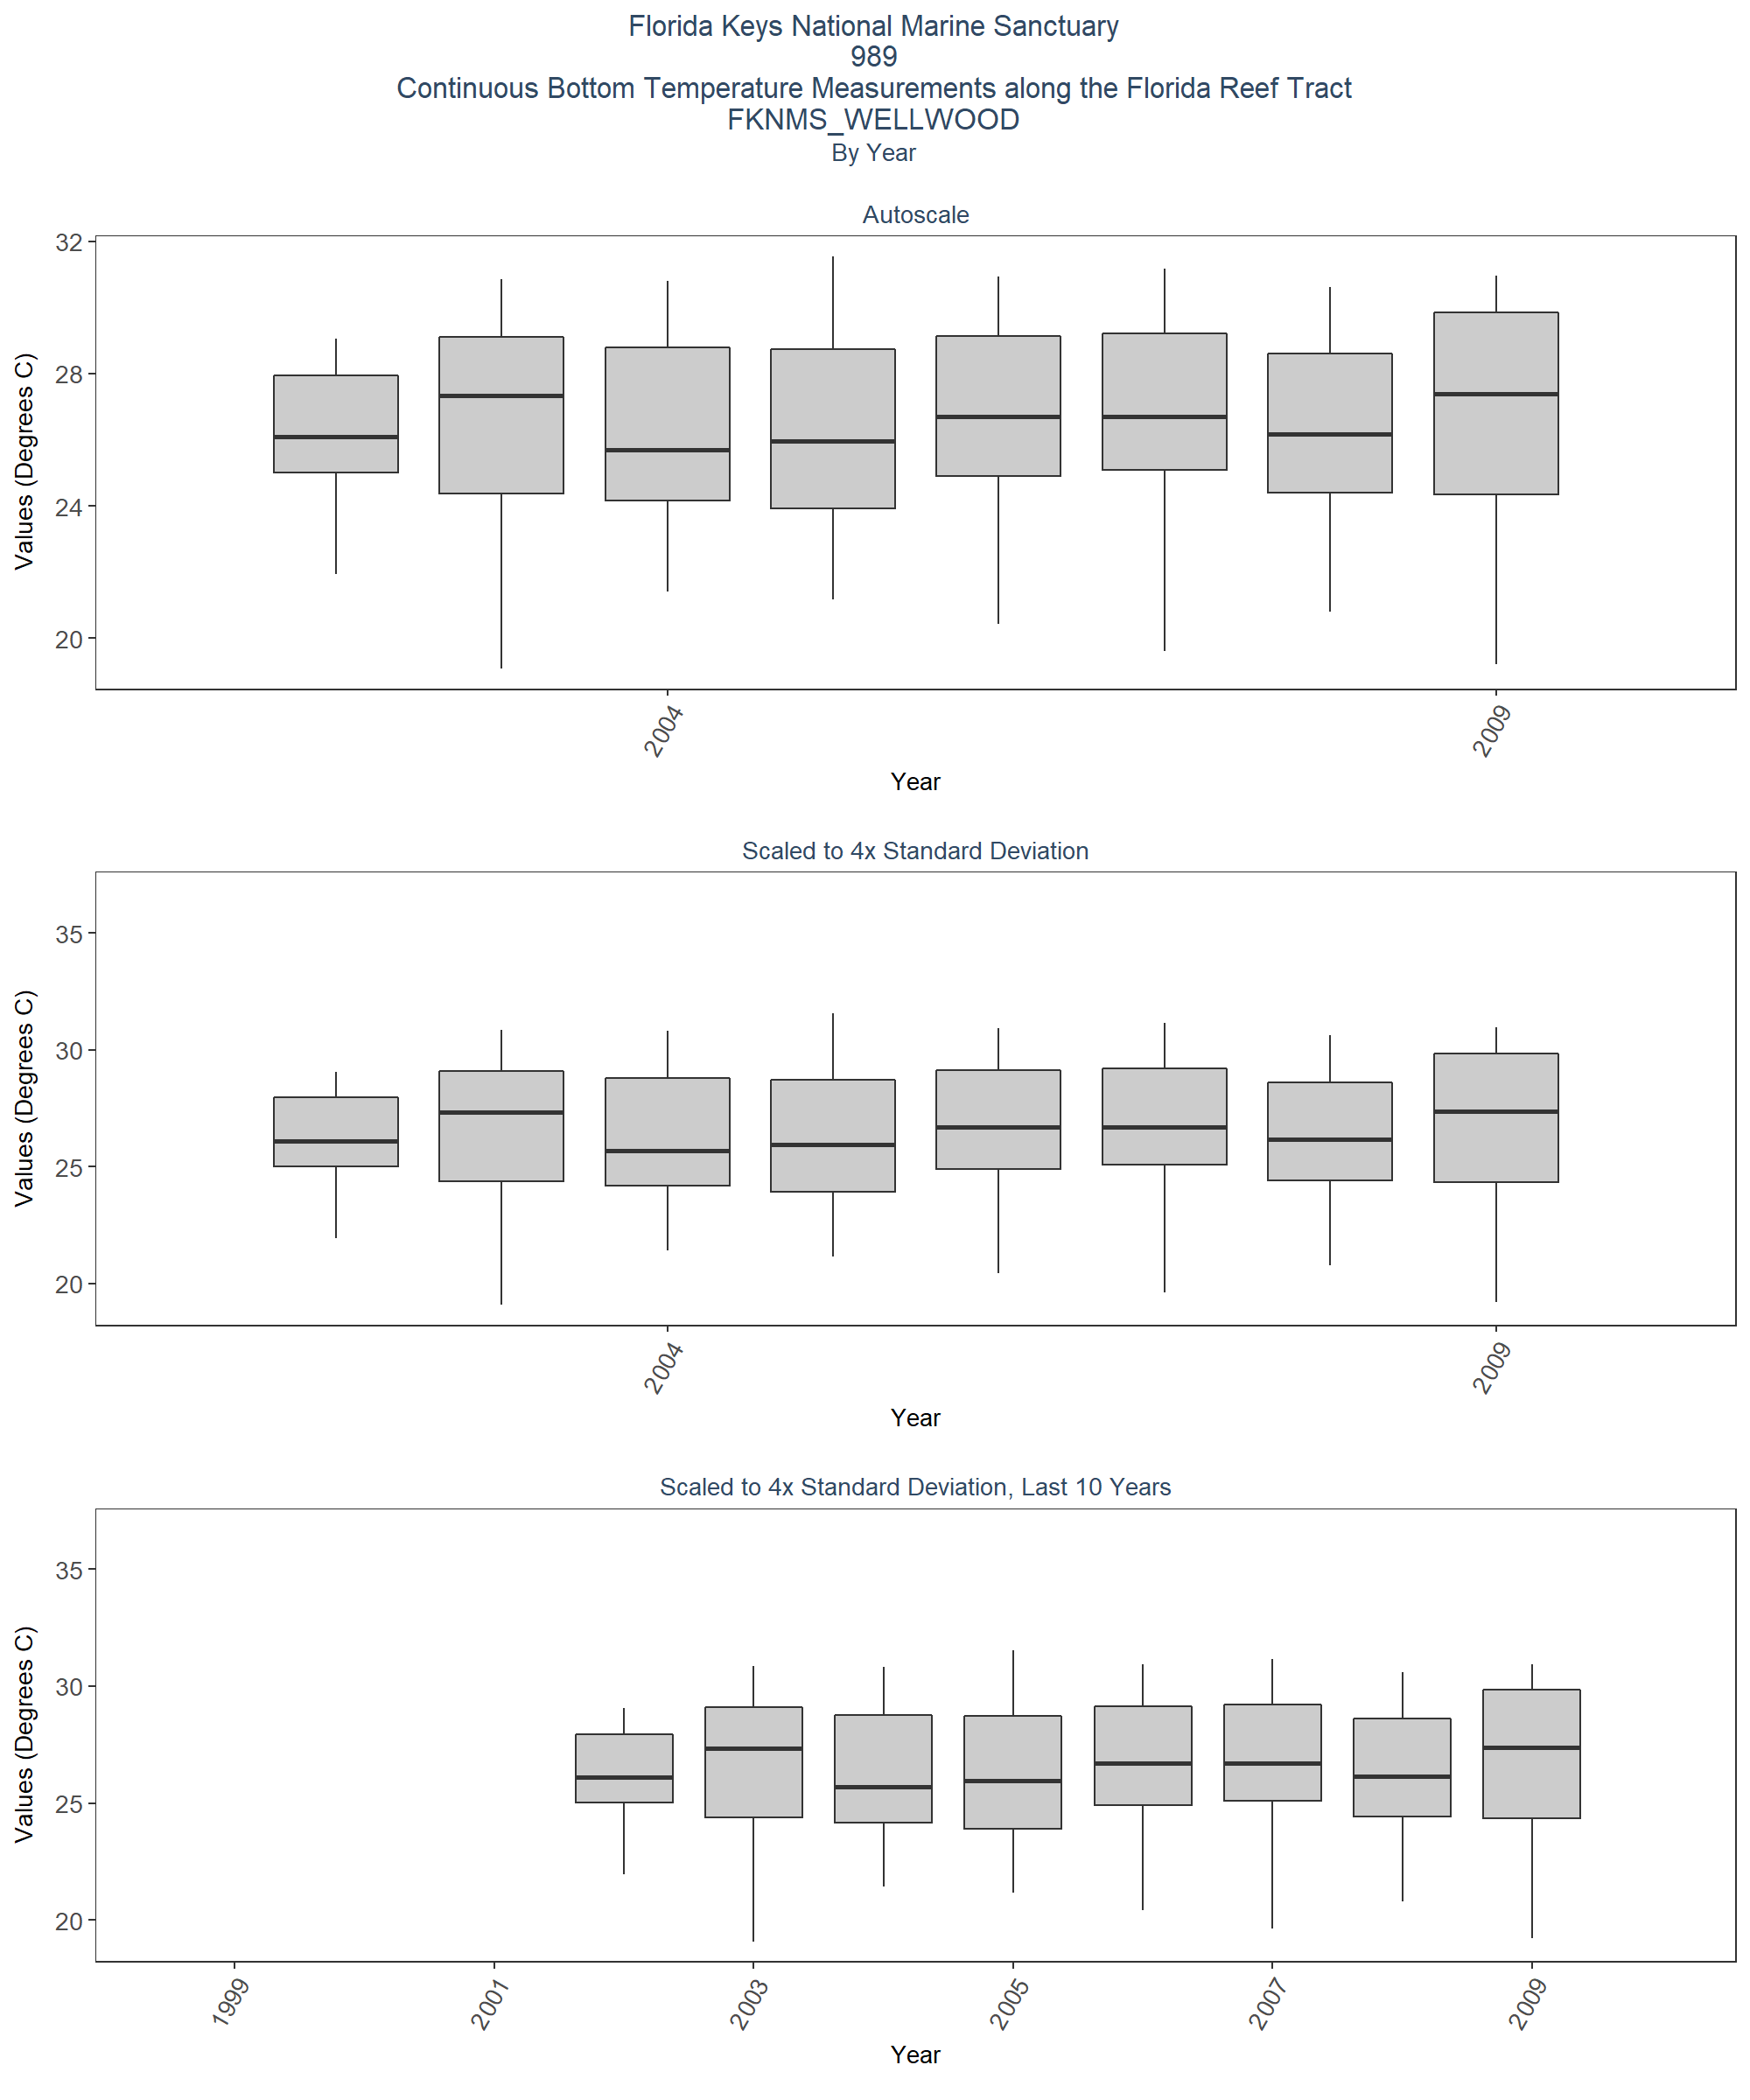 Florida Keys National Marine Sanctuary
989
Continuous Bottom Temperature Measurements along the Florida Reef Tract
FKNMS_WELLWOOD
By Year
Autoscale
Values (Degrees C)
32
28
24
20
2004
2009
Year
Scaled to 4x Standard Deviation
Values (Degrees C)
35
30
25
20
2004
2009
Year
Scaled to 4x Standard Deviation, Last 10 Years
Values (Degrees C)
35
30
25
20
1999
2001
2003
2005
2007
2009
Year